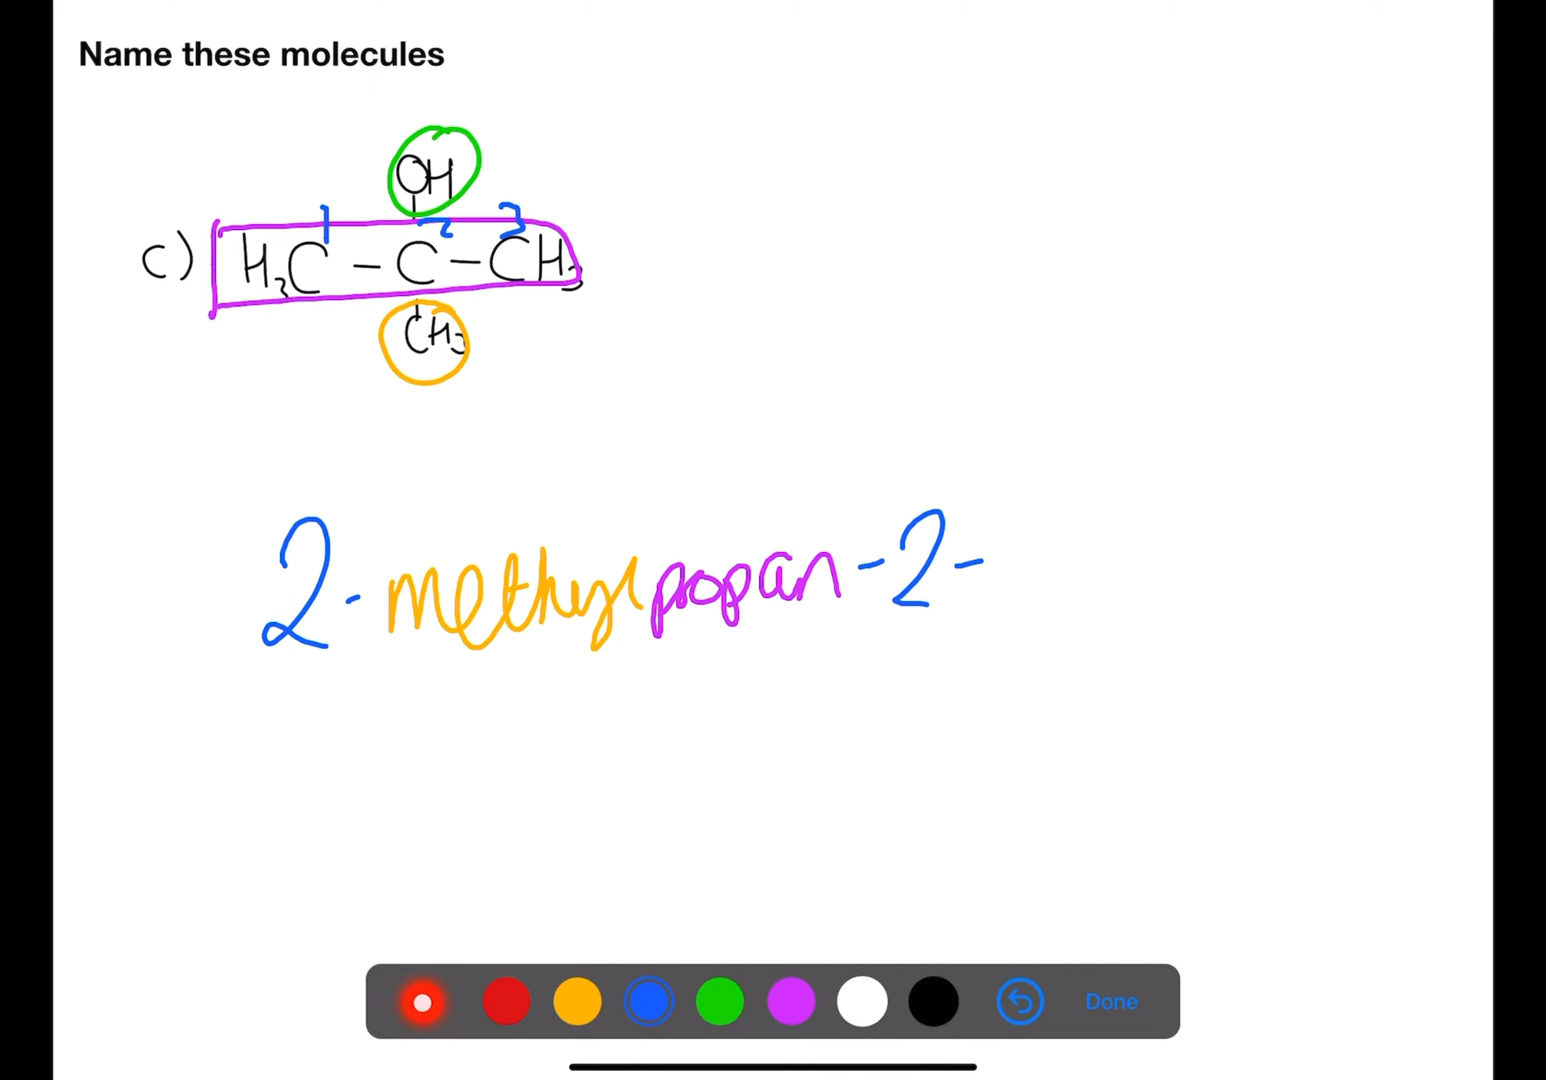 Name these molecules
OH
1 2 3
c) H3C - C - CH3
CH3
2-methylpropan-2-
Done